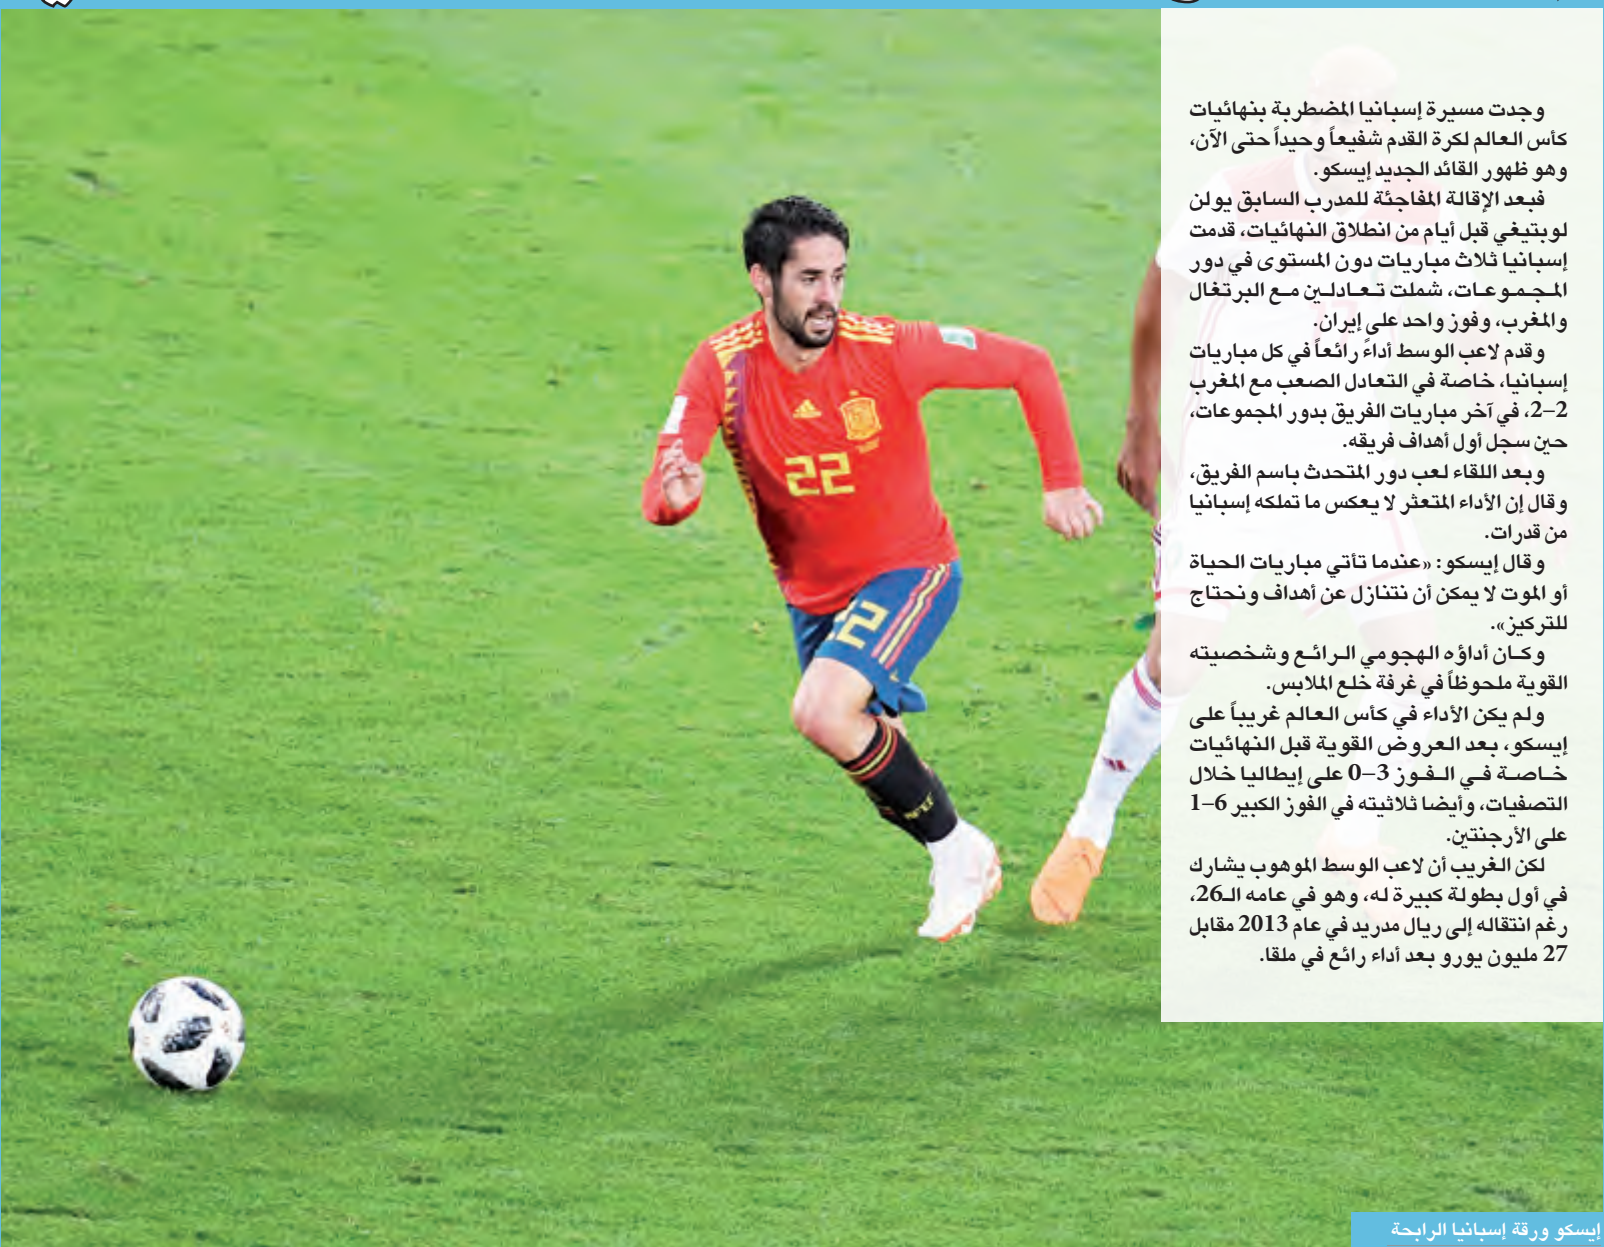 وجدت مسيرة إسبانيا المضطربة بنهائيات
كأس العالم لكرة القدم شفيعاً وحيداً حتى الآن،
وهو ظهور القائد الجديد إيسكو.
فبعد الإقالة المفاجئة للمدرب السابق يولن
لوبتيغي قبل أيام من انطلاق النهائيات، قدمت
إسبانيا ثلاث مباريات دون المستوى في دور
المجموعات، شملت تعادلين مع البرتغال
والمغرب، وفوز واحد على إيران.
وقدم لاعب الوسط أداءً رائعاً في كل مباريات
إسبانيا، خاصة في التعادل الصعب مع المغرب
2–2، في آخر مباريات الفريق بدور المجموعات،
حين سجل أول أهداف فريقه.
وبعد اللقاء لعب دور المتحدث باسم الفريق،
وقال إن الأداء المتعثر لا يعكس ما تملكه إسبانيا
من قدرات.
وقال إيسكو: «عندما تأتي مباريات الحياة
أو الموت لا يمكن أن نتنازل عن أهداف ونحتاج
للتركيز».
وكان أداؤه الهجومي الرائع وشخصيته
القوية ملحوظاً في غرفة خلع الملابس.
ولم يكن الأداء في كأس العالم غريباً على
إيسكو، بعد العروض القوية قبل النهائيات
خاصة في الفوز 3–0 على إيطاليا خلال
التصفيات، وأيضا ثلاثيته في الفوز الكبير 6–1
على الأرجنتين.
لكن الغريب أن لاعب الوسط الموهوب يشارك
في أول بطولة كبيرة له، وهو في عامه الـ26،
رغم انتقاله إلى ريال مدريد في عام 2013 مقابل
27 مليون يورو بعد أداء رائع في ملقا.
22
22
إيسكو ورقة إسبانيا الرابحة